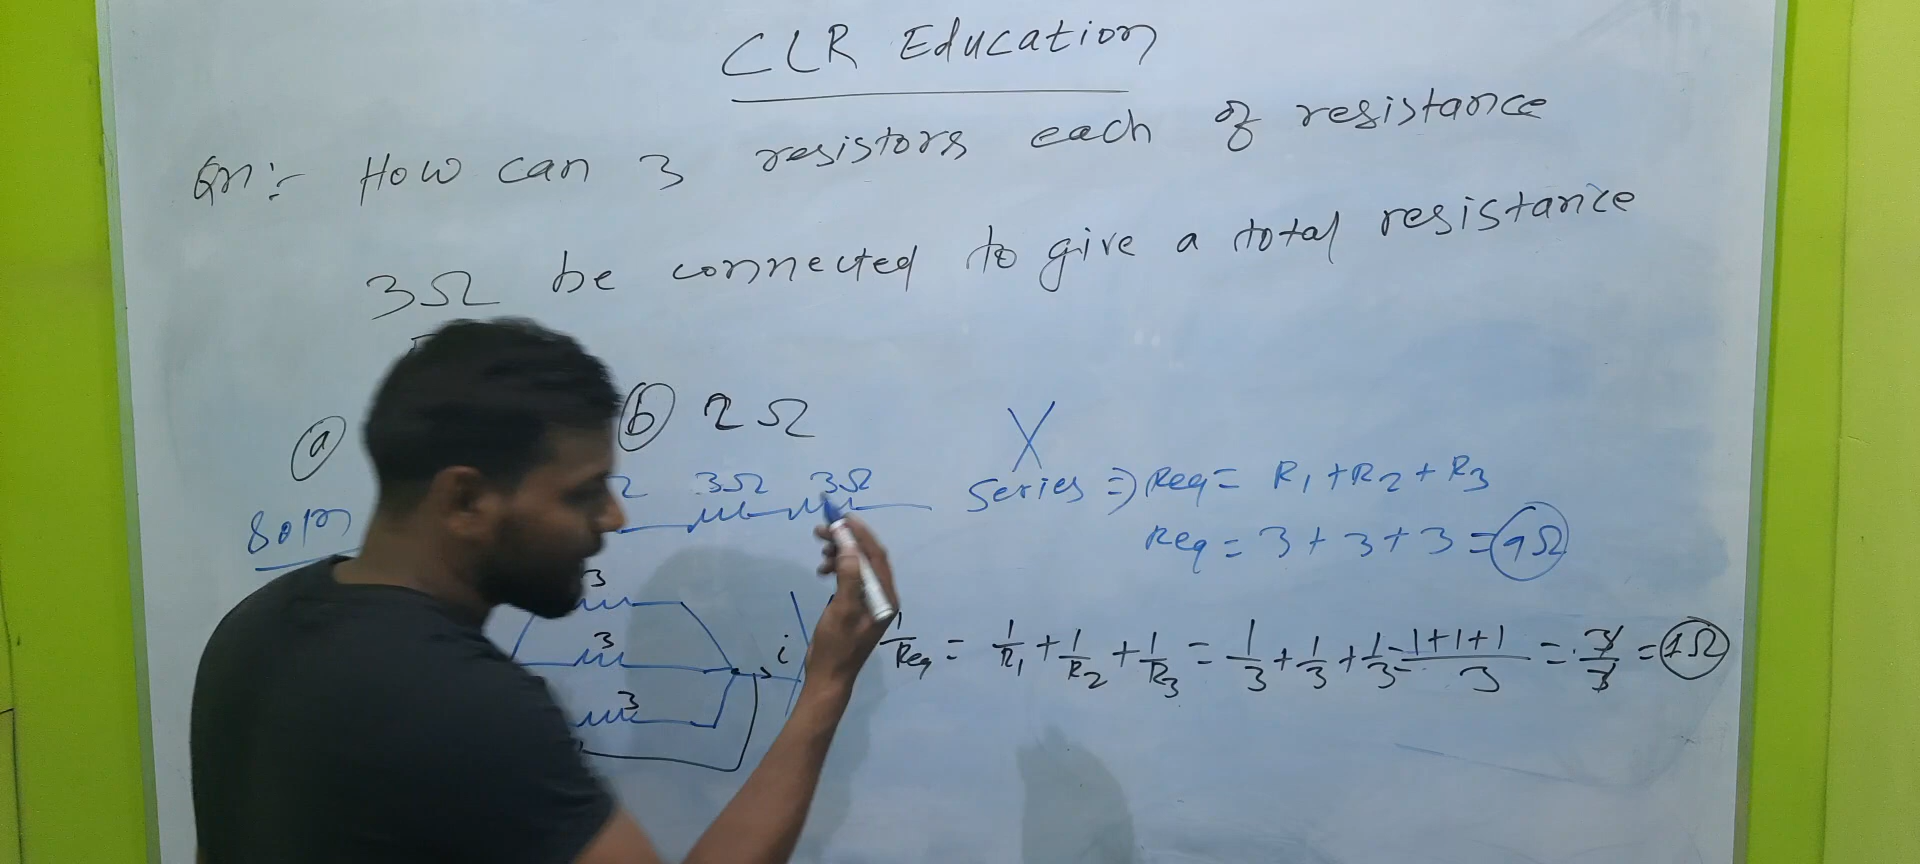 CLR Education
Qn:- How can 3 resistors each of resistance
3Ω be connected to give a total resistance
(a) (b) 2Ω
X
Soln 3Ω 3Ω Series ⇒ Req = R1 + R2 + R3
Req = 3 + 3 + 3 = 9Ω
3
3 i
3
1/Req = 1/R1 + 1/R2 + 1/R3 = 1/3 + 1/3 + 1/3 = 1+1+1/3 = 3/3 = 1Ω